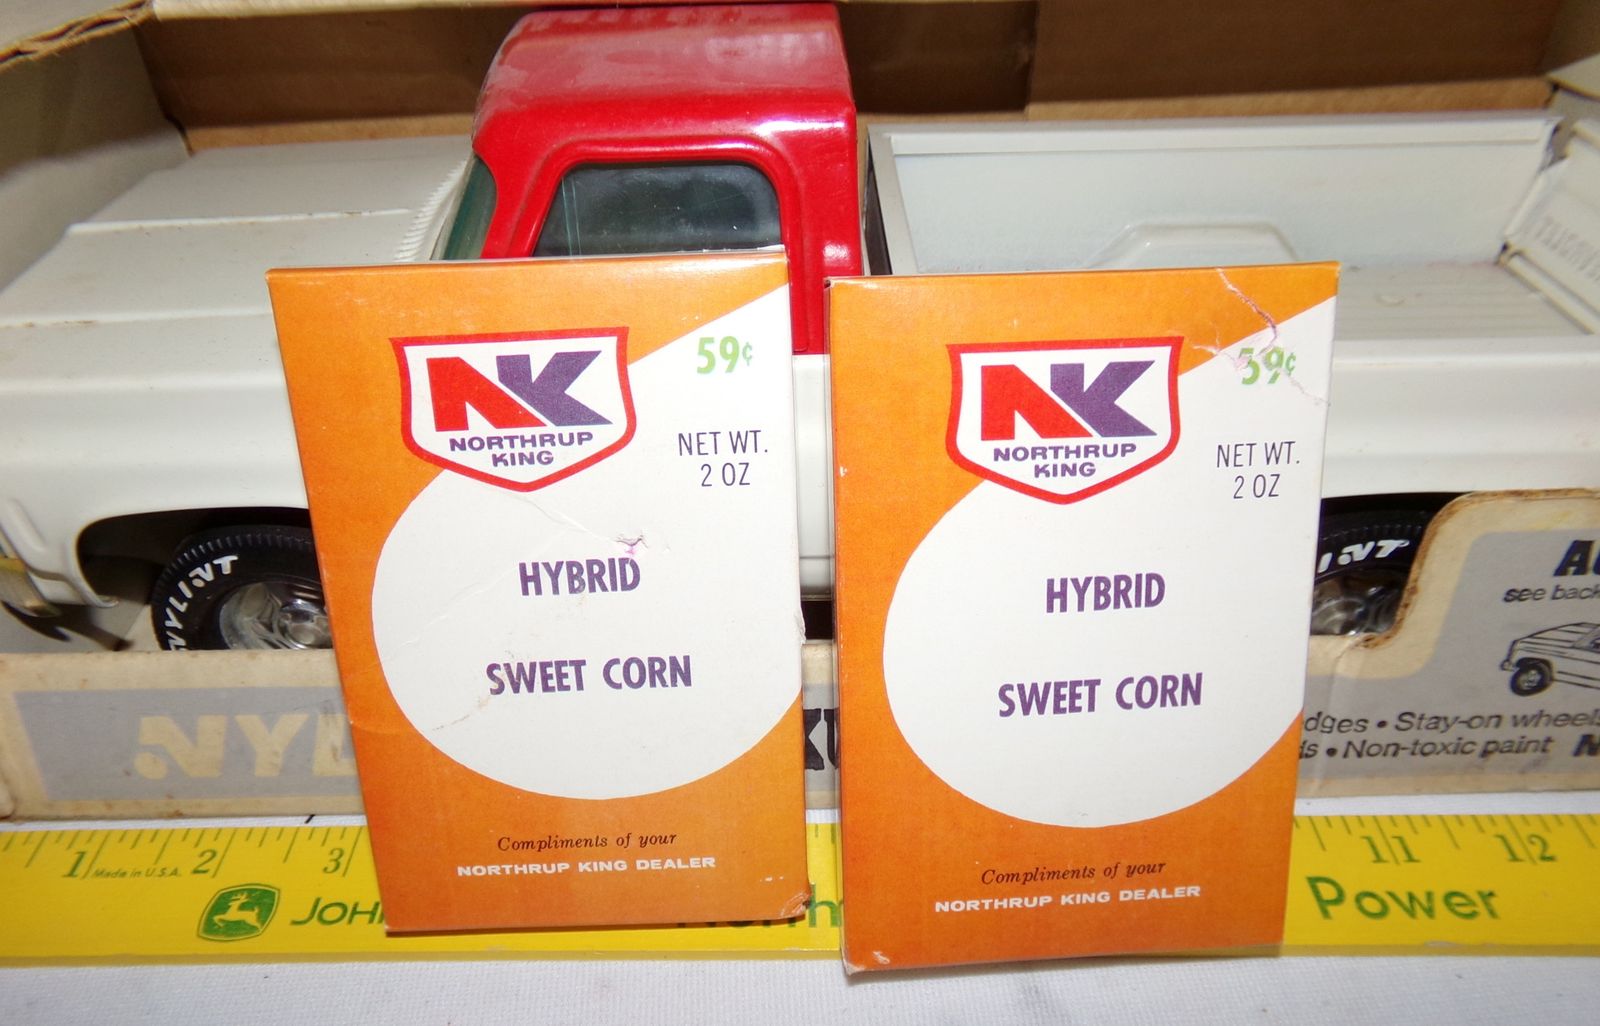 NK
NORTHRUP
KING
59¢
NET WT.
2 OZ
HYBRID
SWEET CORN
Compliments of your
NORTHRUP KING DEALER
NK
NORTHRUP
KING
59¢
NET WT.
2 OZ
HYBRID
SWEET CORN
Compliments of your
NORTHRUP KING DEALER
NYLINT
see back
Stay-on wheels
• Non-toxic paint
1 2 3 11 12
Made in U.S.A.
Power